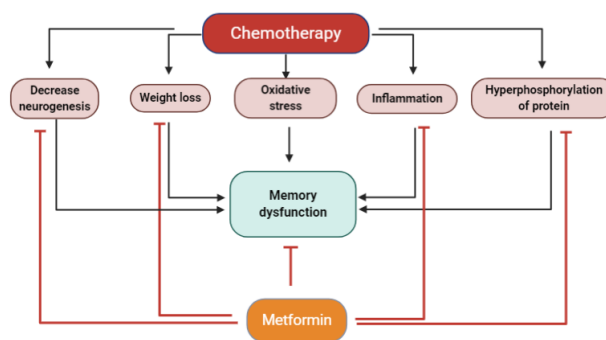 Chemotherapy
Decrease
neurogenesis
Weight loss
Oxidative
stress
Inflammation
Hyperphosphorylation
of protein
Memory
dysfunction
Metformin